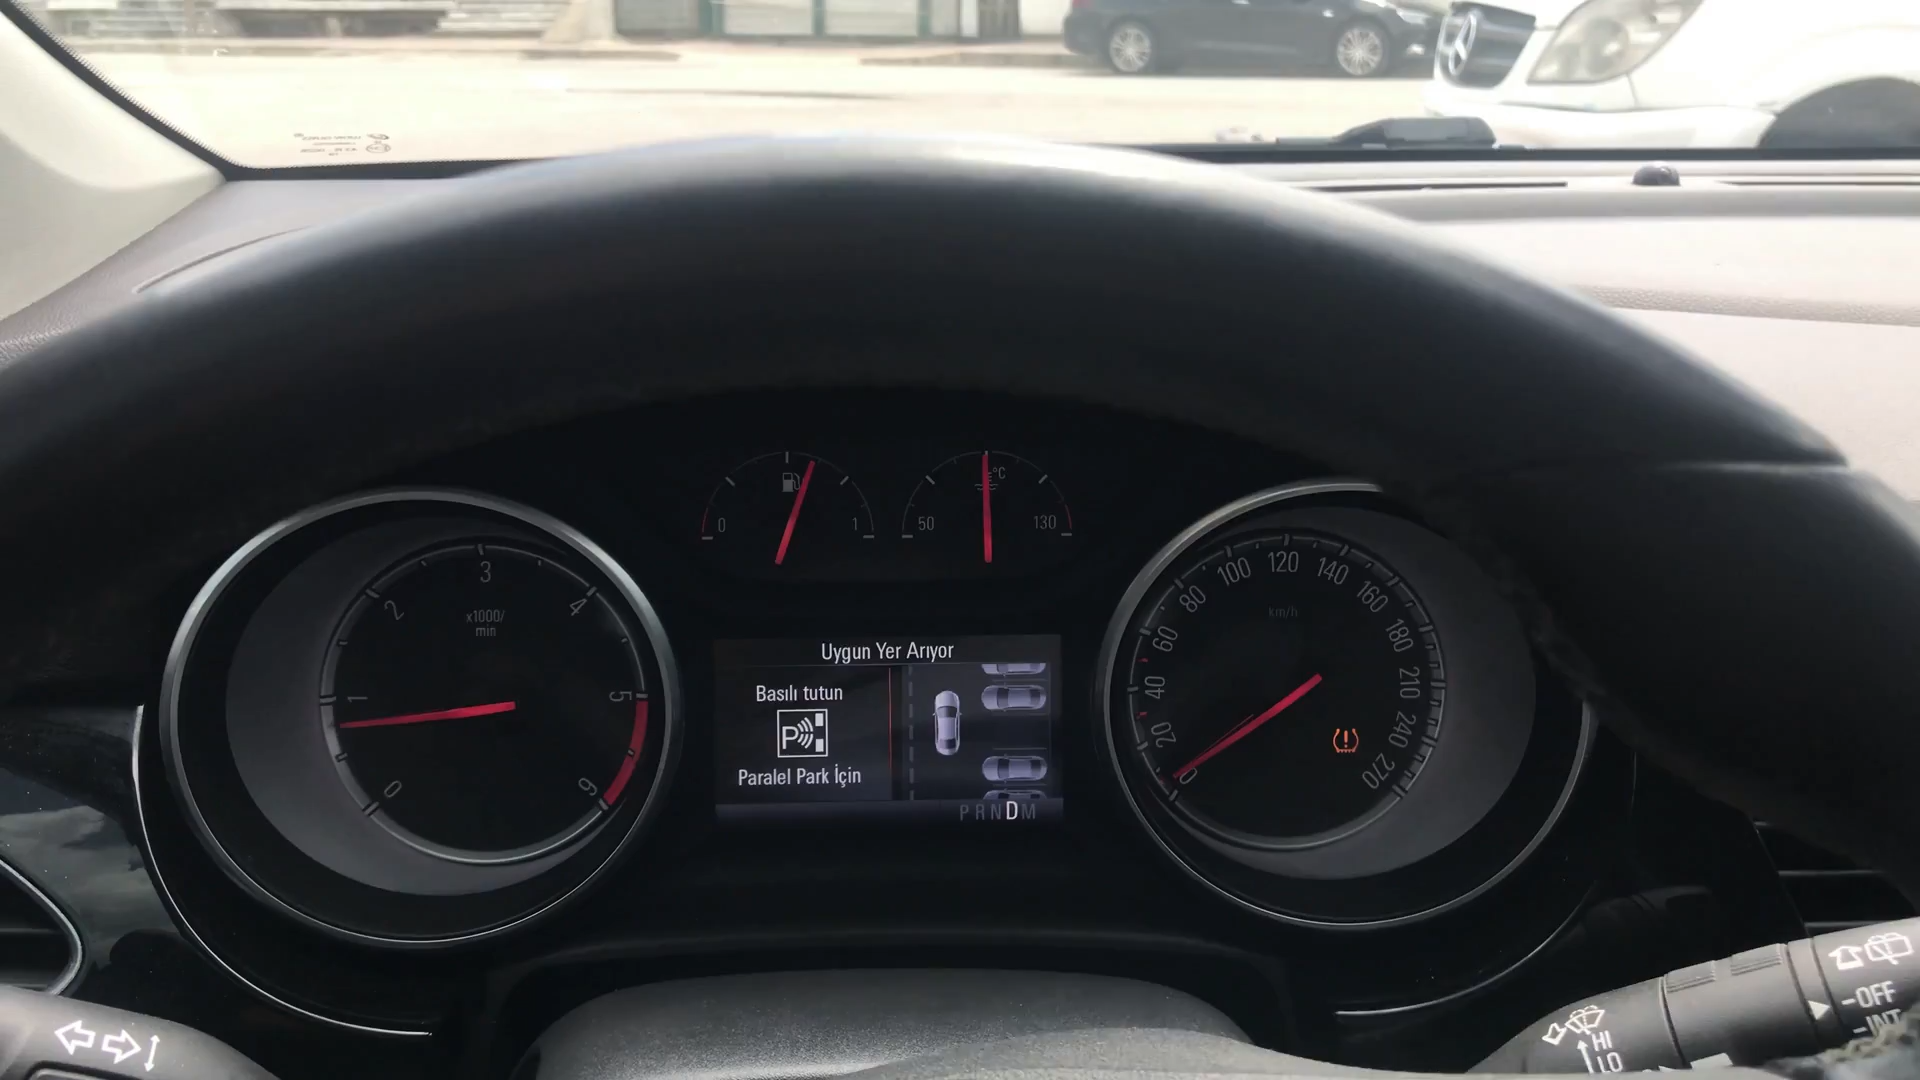 0
1
50
°C
130
0
1
2
3
4
5
6
x1000/
min
Uygun Yer Arıyor
Basılı tutun
P
Paralel Park İçin
P R N D M
0
20
40
60
80
100
120
140
160
180
210
240
270
km/h
OFF
INT
HI
LO